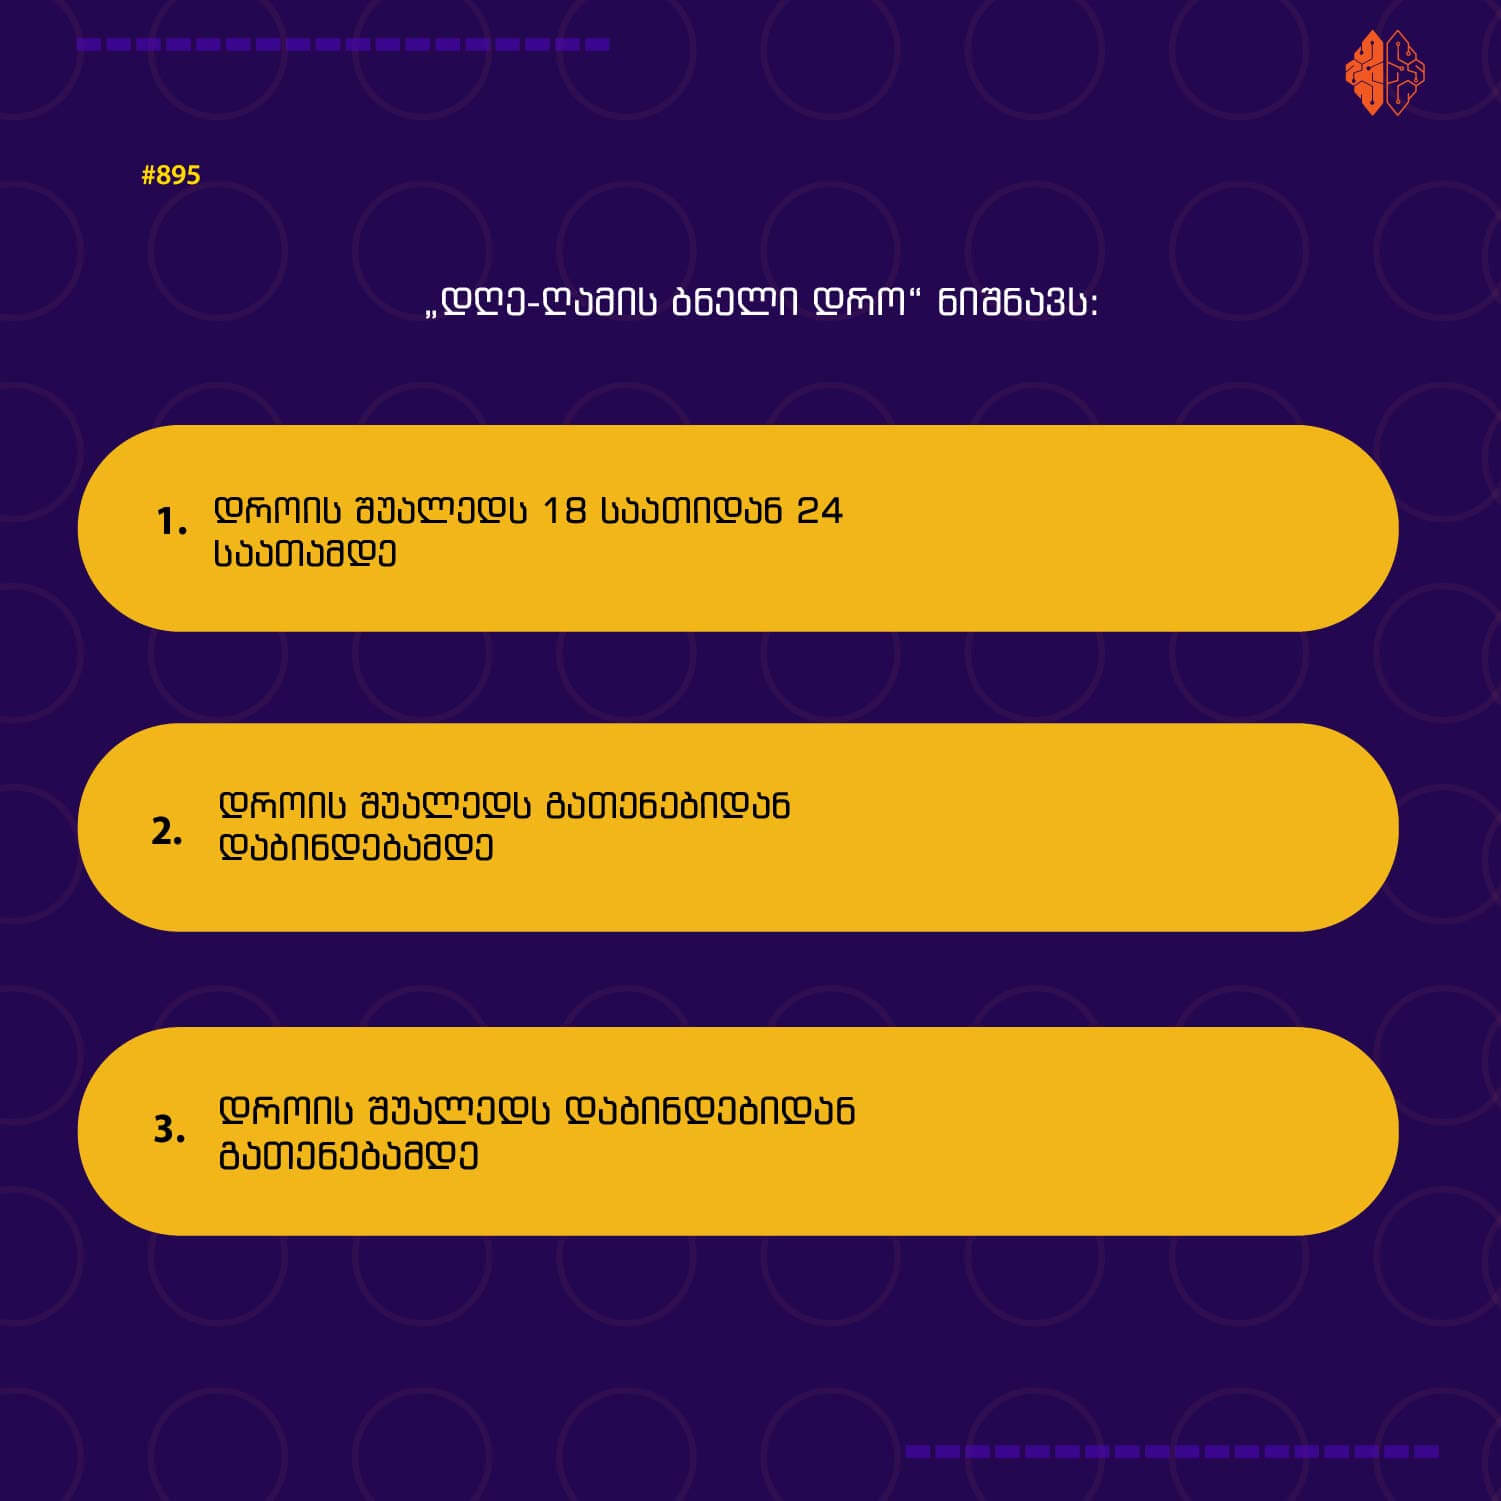 #895
„დღე-ღამის ბნელი დრო“ ნიშნავს:
1. დროის შუალედს 18 საათიდან 24
საათამდე
2. დროის შუალედს გათენებიდან
დაბინდებამდე
3. დროის შუალედს დაბინდებიდან
გათენებამდე